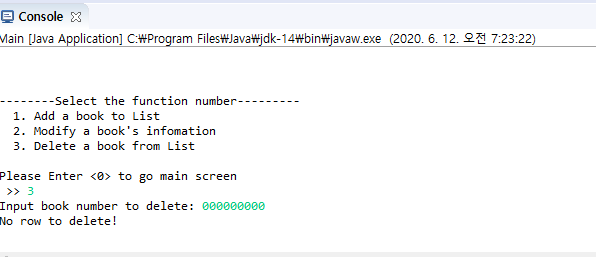 Console
Main [Java Application] C:₩Program Files₩Java₩jdk-14₩bin₩javaw.exe (2020. 6. 12. 오전 7:23:22)
--------Select the function number---------
1. Add a book to List
2. Modify a book's infomation
3. Delete a book from List
Please Enter <0> to go main screen
>> 3
Input book number to delete: 000000000
No row to delete!